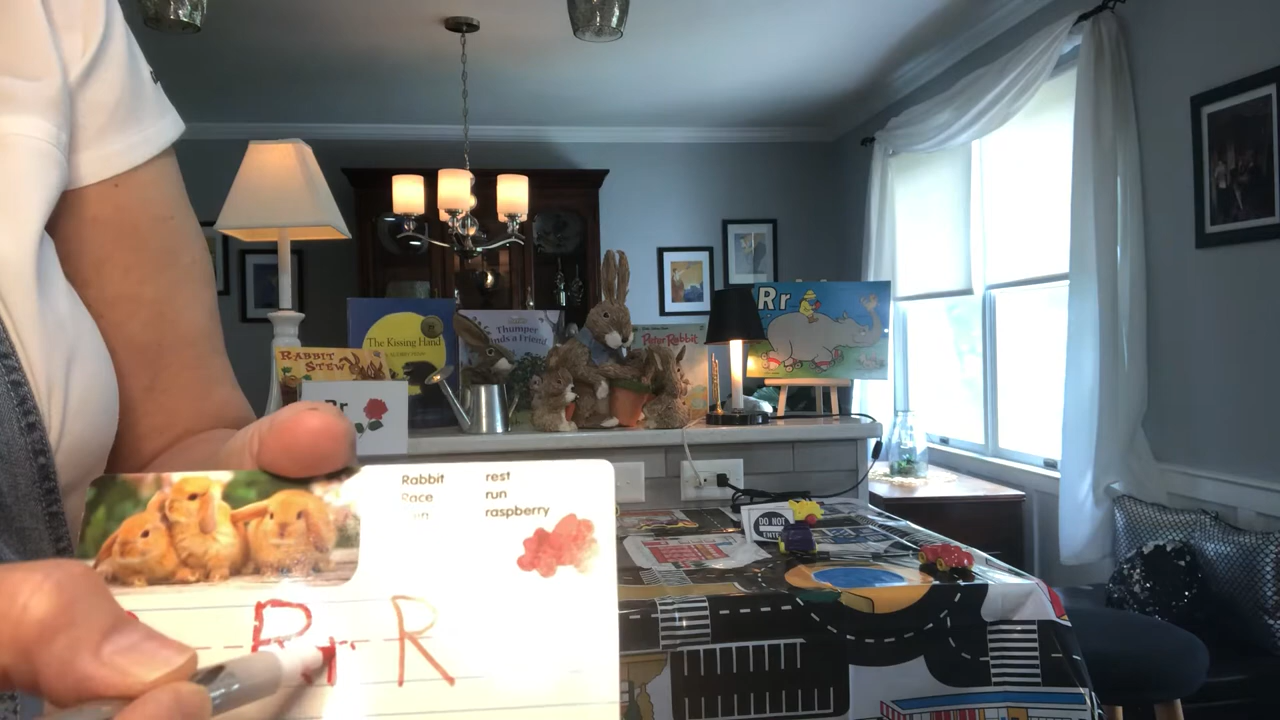 Rr
The Kissing Hand
Thumper
Finds a Friend
Peter Rabbit
RABBIT
STEW
Rr
DO NOT
ENTER
Rabbit rest
Race run
raspberry
R r R